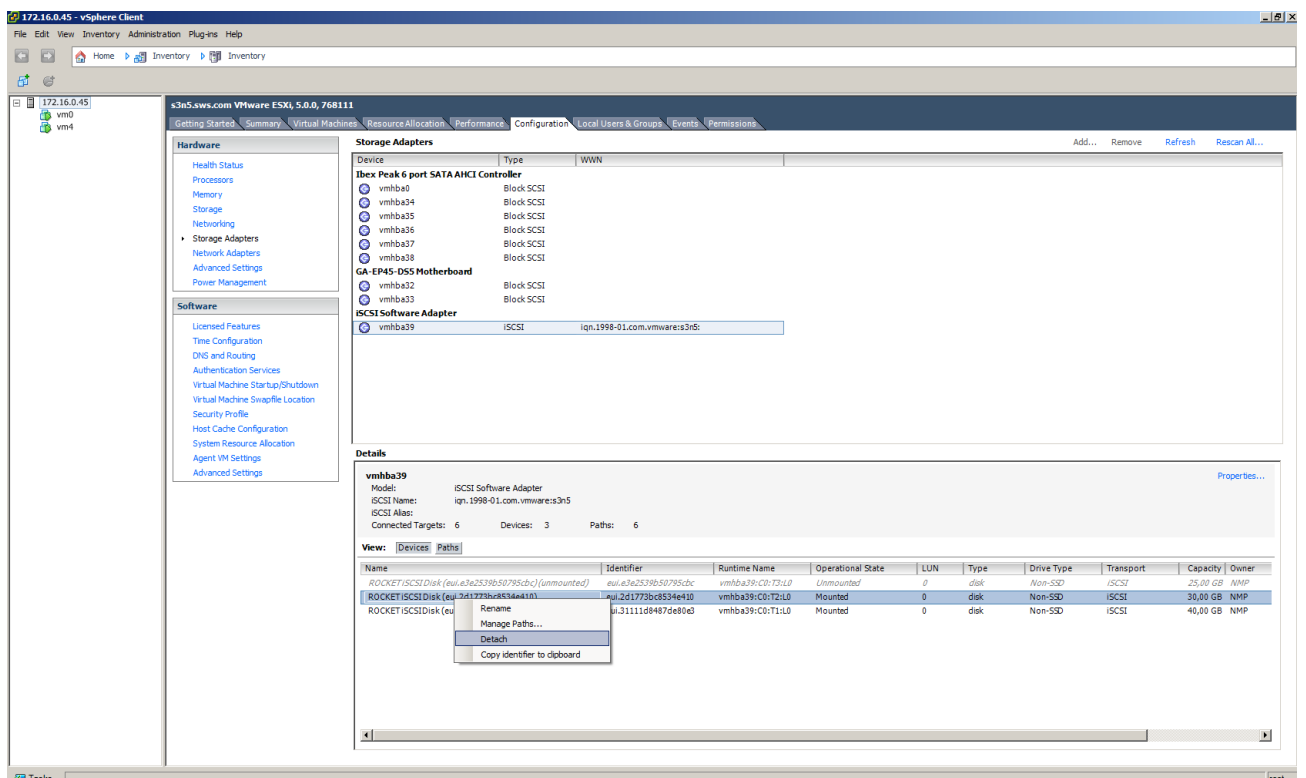 172.16.0.45 - vSphere Client
File Edit View Inventory Administration Plug-ins Help
Home Inventory Inventory
172.16.0.45
vm0
vm4
s3n5.sws.com VMware ESXi, 5.0.0, 768111
Getting Started Summary Virtual Machines Resource Allocation Performance Configuration Local Users & Groups Events Permissions
Hardware
Health Status
Processors
Memory
Storage
Networking
Storage Adapters
Network Adapters
Advanced Settings
Power Management
Software
Licensed Features
Time Configuration
DNS and Routing
Authentication Services
Virtual Machine Startup/Shutdown
Virtual Machine Swapfile Location
Security Profile
Host Cache Configuration
System Resource Allocation
Agent VM Settings
Advanced Settings
Storage Adapters Add... Remove Refresh Rescan All...
Device Type WWN
Ibex Peak 6 port SATA AHCI Controller
vmhba0 Block SCSI
vmhba34 Block SCSI
vmhba35 Block SCSI
vmhba36 Block SCSI
vmhba37 Block SCSI
vmhba38 Block SCSI
GA-EP45-DS5 Motherboard
vmhba32 Block SCSI
vmhba33 Block SCSI
iSCSI Software Adapter
vmhba39 iSCSI iqn.1998-01.com.vmware:s3n5:
Details
vmhba39 Properties...
Model: iSCSI Software Adapter
iSCSI Name: iqn.1998-01.com.vmware:s3n5
iSCSI Alias:
Connected Targets: 6 Devices: 3 Paths: 6
View: Devices Paths
Name Identifier Runtime Name Operational State LUN Type Drive Type Transport Capacity Owner
ROCKET iSCSI Disk (eui.e3e2539b50795cbc) (unmounted) eui.e3e2539b50795cbc vmhba39:C0:T3:L0 Unmounted 0 disk Non-SSD iSCSI 25,00 GB NMP
ROCKET iSCSI Disk (eui.2d1773bc8534e410) eui.2d1773bc8534e410 vmhba39:C0:T2:L0 Mounted 0 disk Non-SSD iSCSI 30,00 GB NMP
ROCKET iSCSI Disk (eu ui.31111d8487de80e3 vmhba39:C0:T1:L0 Mounted 0 disk Non-SSD iSCSI 40,00 GB NMP
Rename
Manage Paths...
Detach
Copy identifier to clipboard
Tasks root